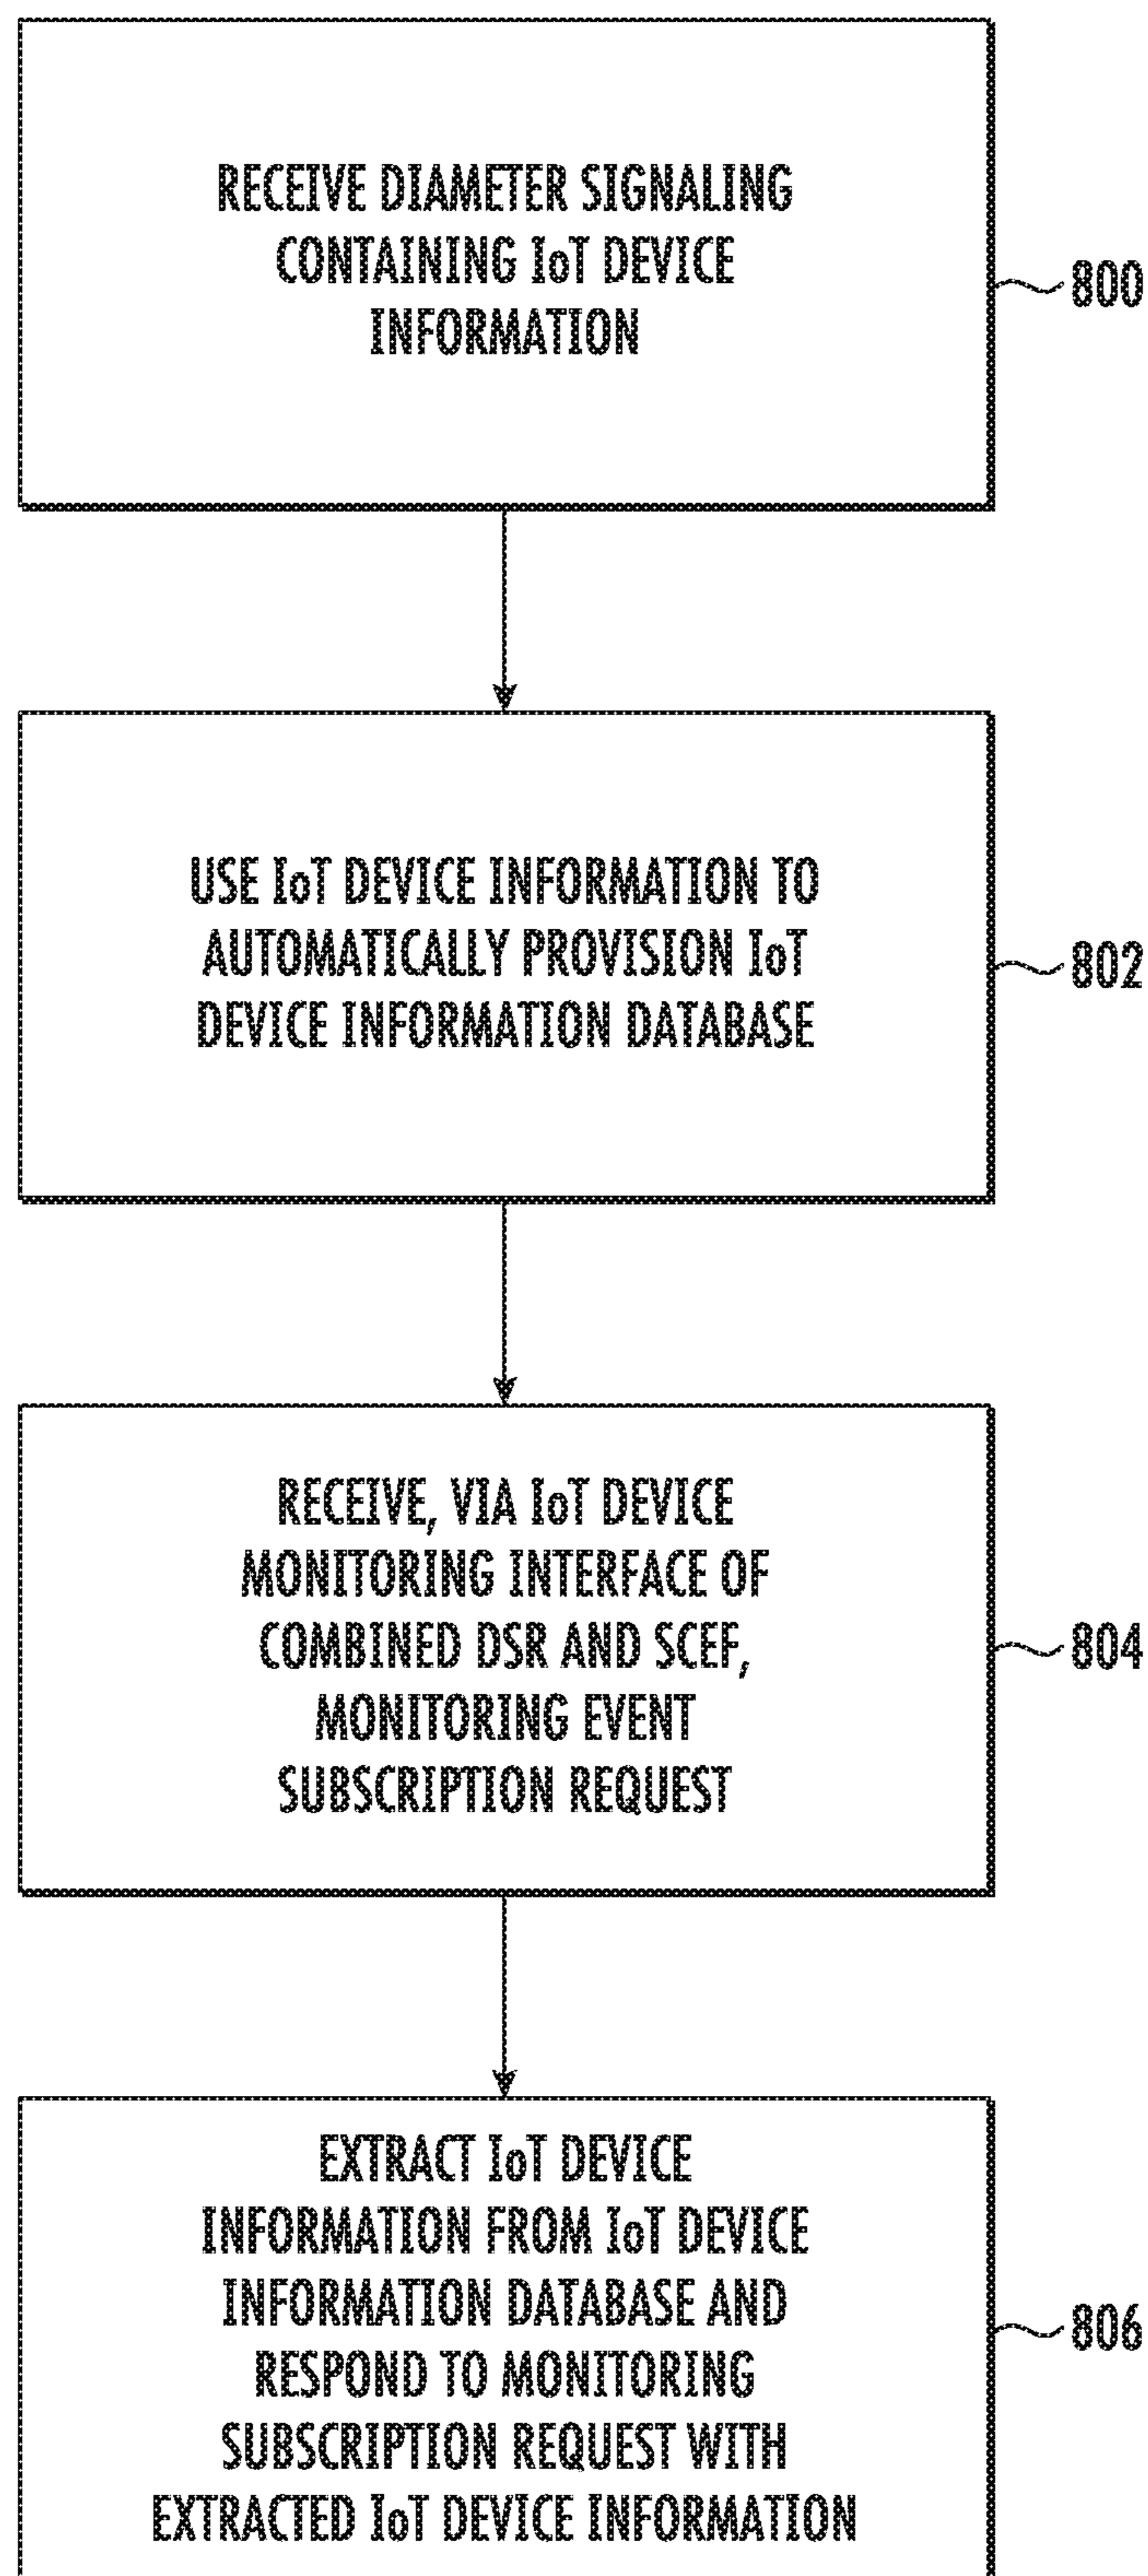 RECEIVE DIAMETER SIGNALING
CONTAINING IoT DEVICE
INFORMATION
800
USE IoT DEVICE INFORMATION TO
AUTOMATICALLY PROVISION IoT
DEVICE INFORMATION DATABASE
802
RECEIVE, VIA IoT DEVICE
MONITORING INTERFACE OF
COMBINED DSR AND SCEF,
MONITORING EVENT
SUBSCRIPTION REQUEST
804
EXTRACT IoT DEVICE
INFORMATION FROM IoT DEVICE
INFORMATION DATABASE AND
RESPOND TO MONITORING
SUBSCRIPTION REQUEST WITH
EXTRACTED IoT DEVICE INFORMATION
806